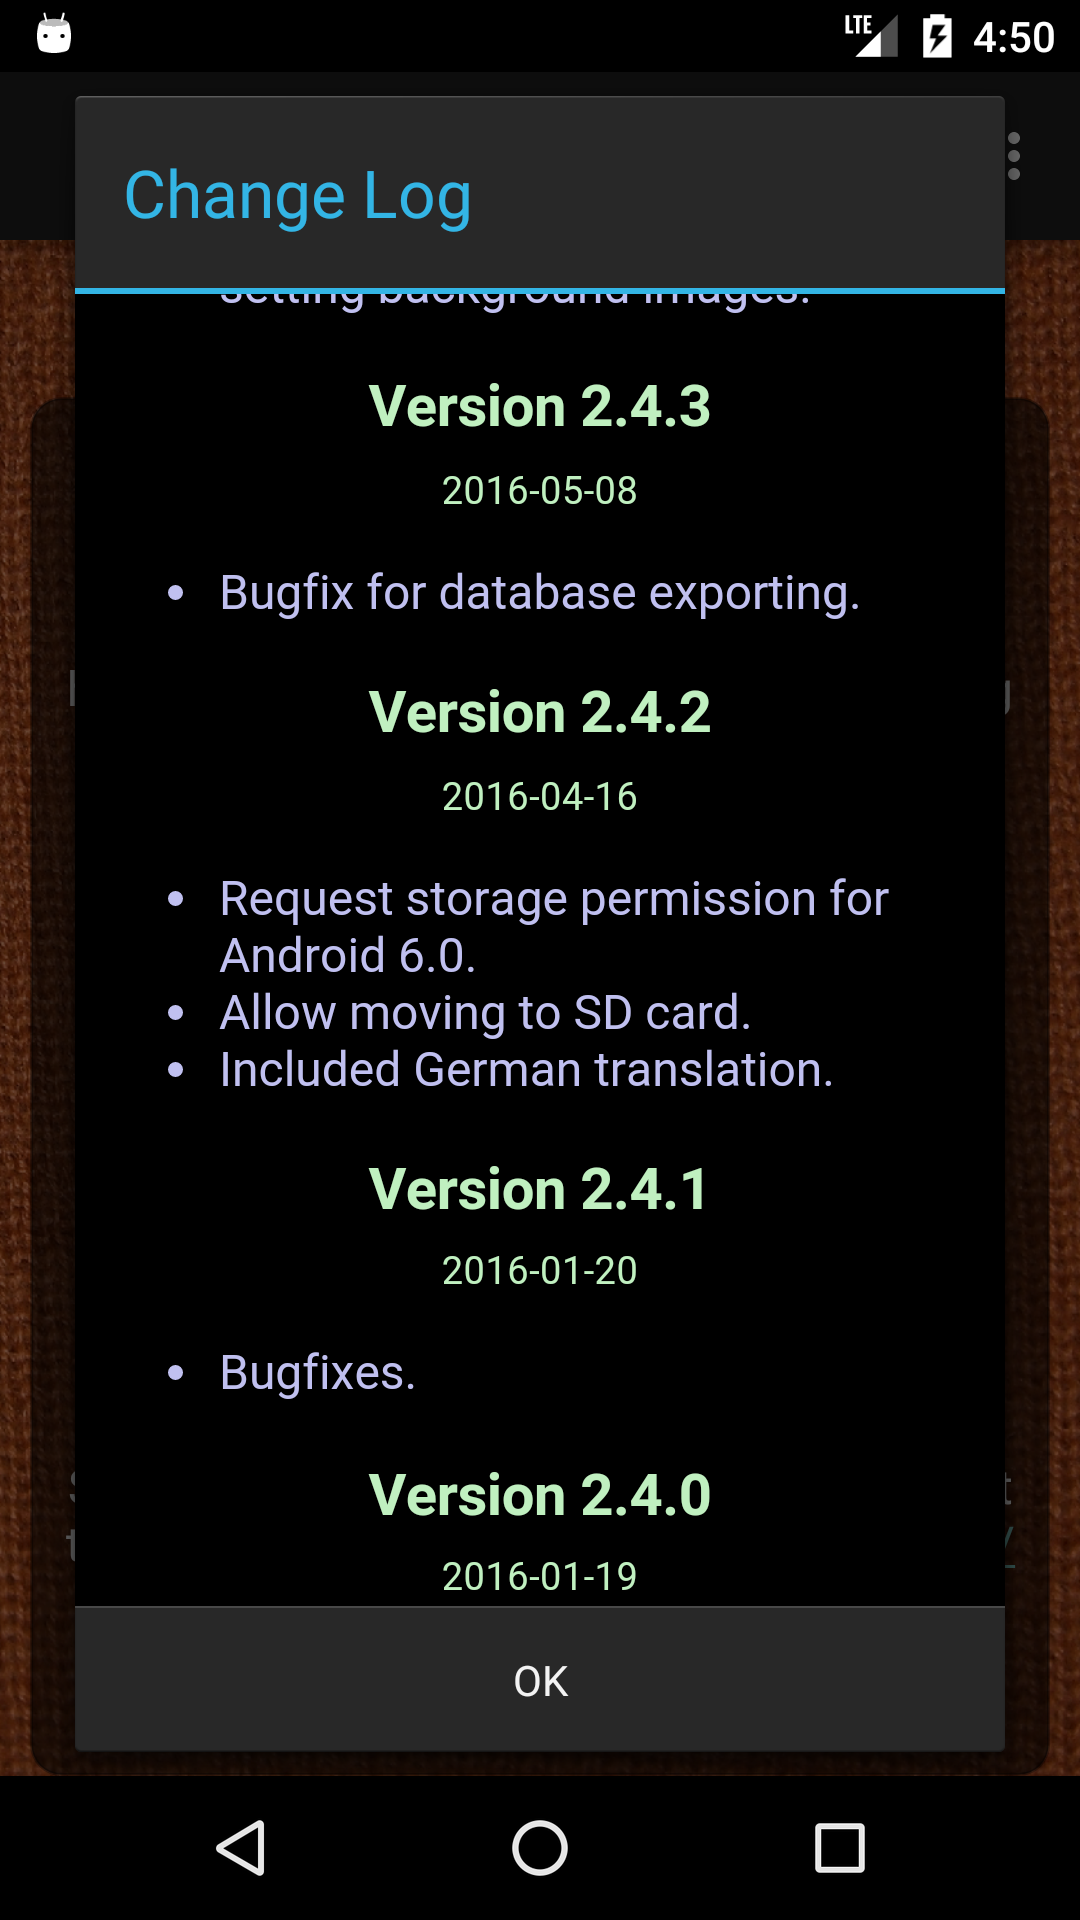 LTE 4:50
Change Log
setting background images.
Version 2.4.3
2016-05-08
• Bugfix for database exporting.
Version 2.4.2
2016-04-16
• Request storage permission for
Android 6.0.
• Allow moving to SD card.
• Included German translation.
Version 2.4.1
2016-01-20
• Bugfixes.
Version 2.4.0
2016-01-19
OK